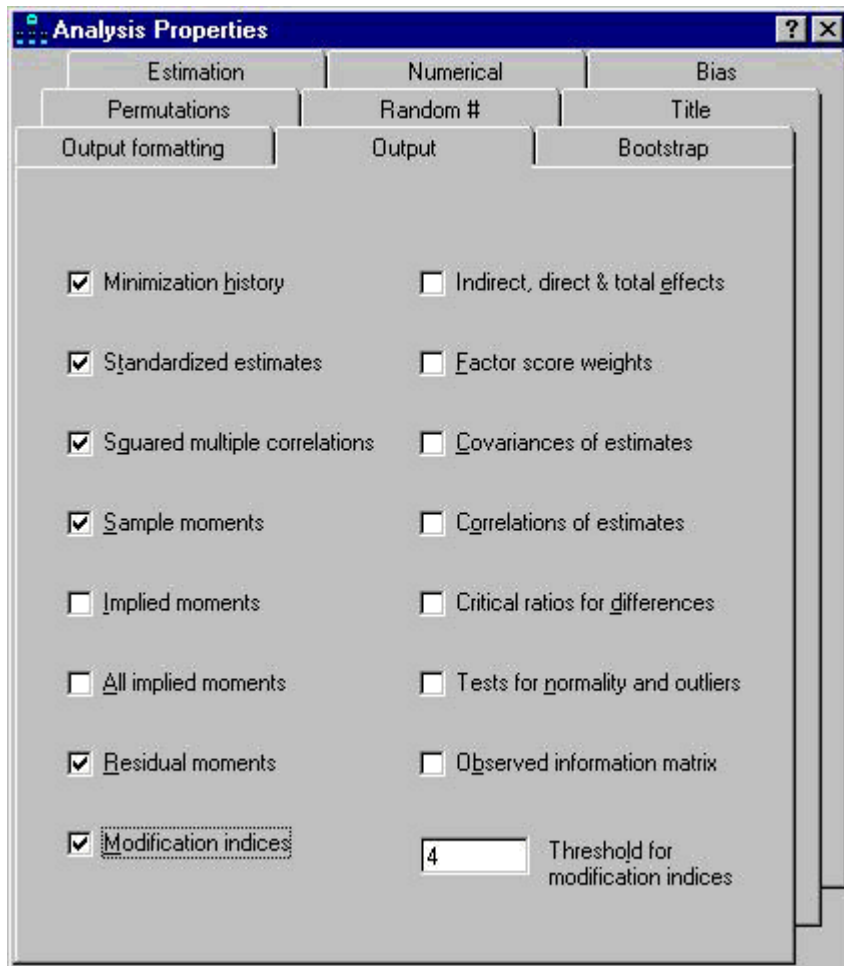 Analysis Properties
? X
Estimation Numerical Bias
Permutations Random # Title
Output formatting Output Bootstrap
Minimization history
Indirect, direct & total effects
Standardized estimates
Factor score weights
Squared multiple correlations
Covariances of estimates
Sample moments
Correlations of estimates
Implied moments
Critical ratios for differences
All implied moments
Tests for normality and outliers
Residual moments
Observed information matrix
Modification indices
4
Threshold for
modification indices